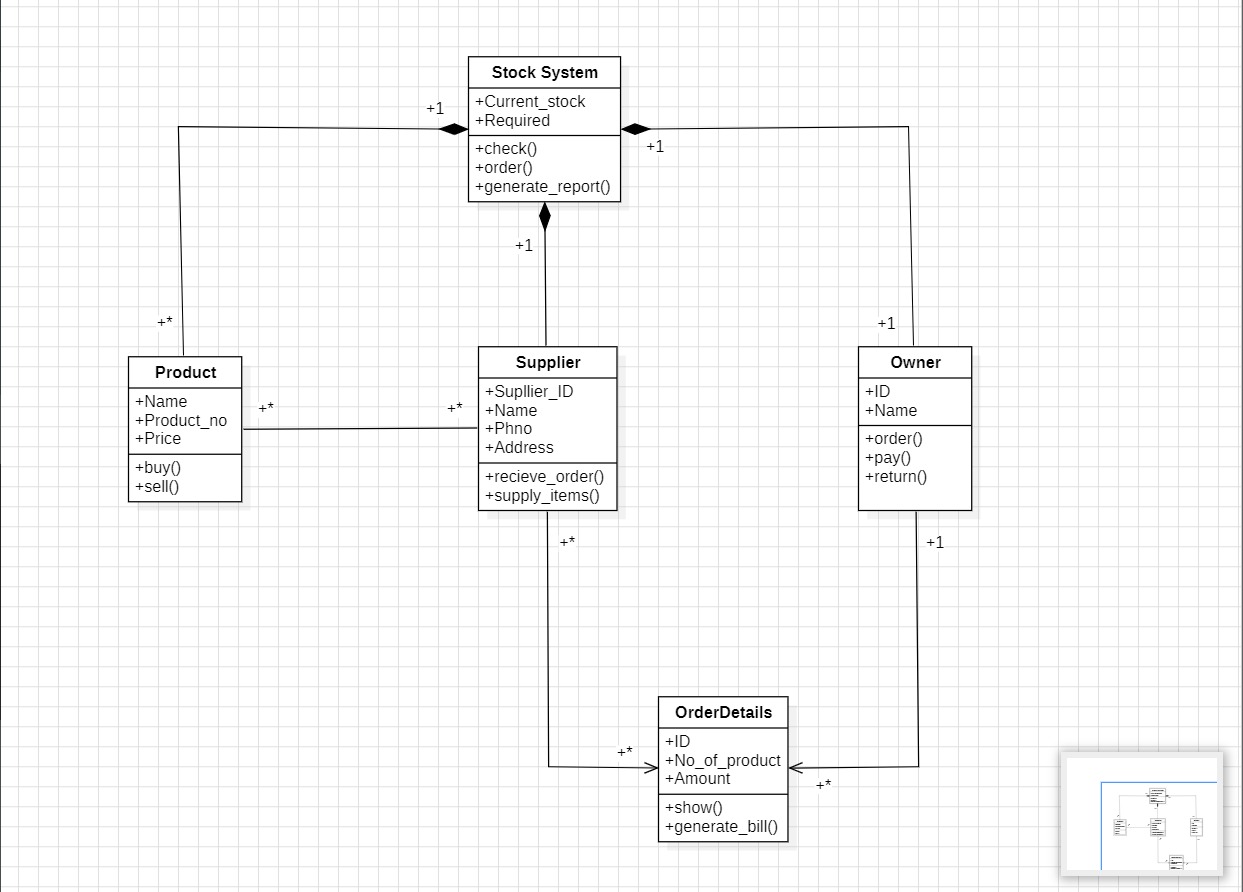 Stock System
+Current_stock
+Required
+check()
+order()
+generate_report()
+1
+1
+1
+*
+1
Product
+Name
+Product_no
+Price
+buy()
+sell()
+*
+*
Supplier
+Supllier_ID
+Name
+Phno
+Address
+recieve_order()
+supply_items()
Owner
+ID
+Name
+order()
+pay()
+return()
+*
+1
OrderDetails
+ID
+No_of_product
+Amount
+show()
+generate_bill()
+*
+*